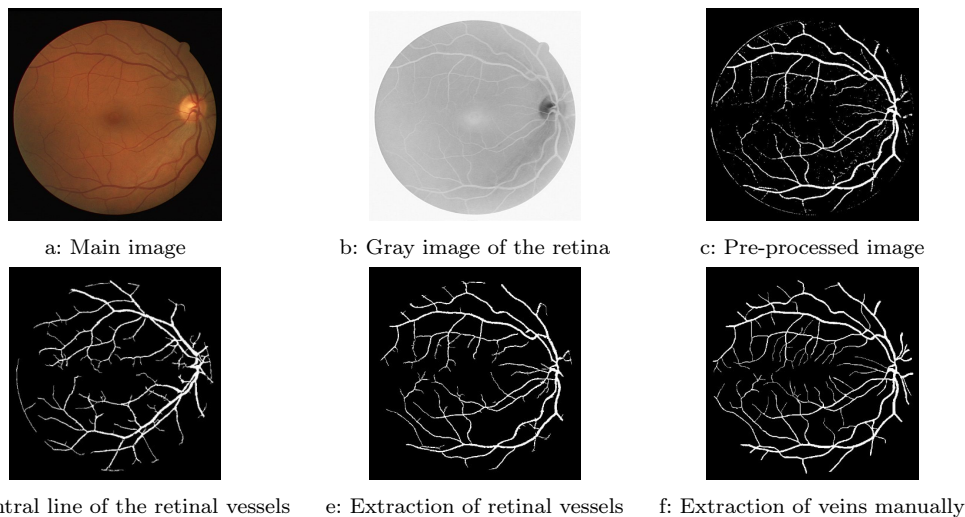 a: Main image
b: Gray image of the retina
c: Pre-processed image
line of the retinal vessels
e: Extraction of retinal vessels
f: Extraction of veins manually